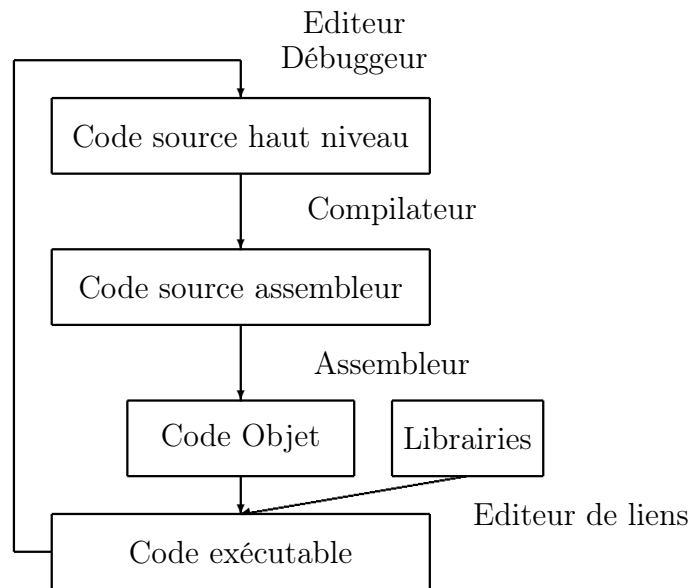 Editeur
Débuggeur
Code source haut niveau
Compilateur
Code source assembleur
Assembleur
Code Objet
Librairies
Editeur de liens
Code exécutable